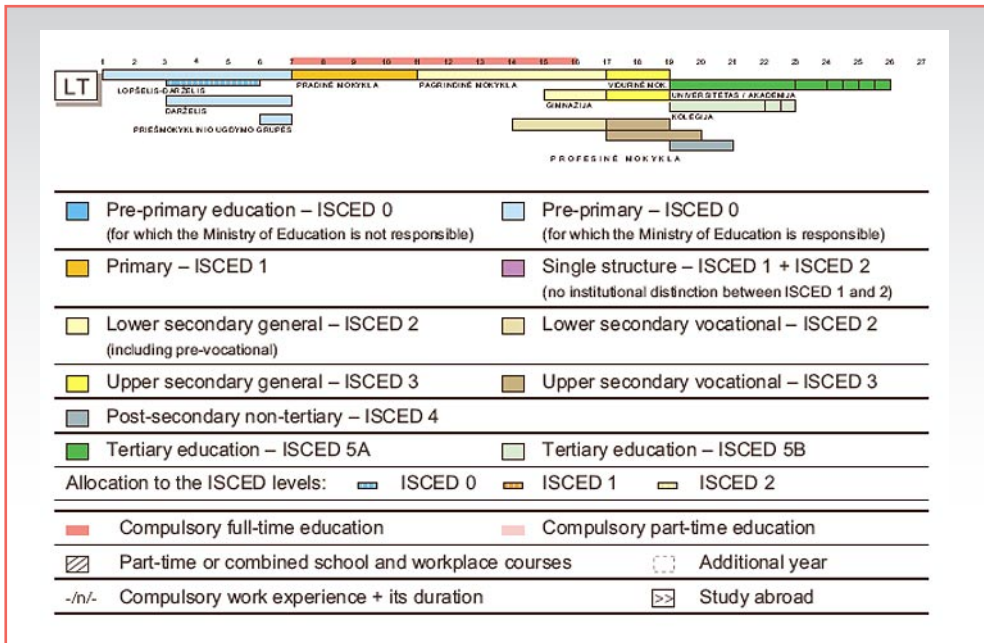 1 2 3 4 5 6 7 8 9 10 11 12 13 14 15 16 17 18 19 20 21 22 23 24 25 26 27
LT
PRADINĖ MOKYKLA PAGRINDINĖ MOKYKLA VIDURINĖ MOK.
LOPŠELIS-DARŽELIS GIMNAZIJA UNIVERSITETAS / AKADEMIJA
DARŽELIS KOLEGIJA
PRIEŠMOKYKLINIO UGDYMO GRUPĖS
PROFESINĖ MOKYKLA
Pre-primary education – ISCED 0 Pre-primary – ISCED 0
(for which the Ministry of Education is not responsible) (for which the Ministry of Education is responsible)
Primary – ISCED 1 Single structure – ISCED 1 + ISCED 2
(no institutional distinction between ISCED 1 and 2)
Lower secondary general – ISCED 2 Lower secondary vocational – ISCED 2
(including pre-vocational)
Upper secondary general – ISCED 3 Upper secondary vocational – ISCED 3
Post-secondary non-tertiary – ISCED 4
Tertiary education – ISCED 5A Tertiary education – ISCED 5B
Allocation to the ISCED levels: ISCED 0 ISCED 1 ISCED 2
Compulsory full-time education Compulsory part-time education
Part-time or combined school and workplace courses Additional year
-/n/- Compulsory work experience + its duration >> Study abroad